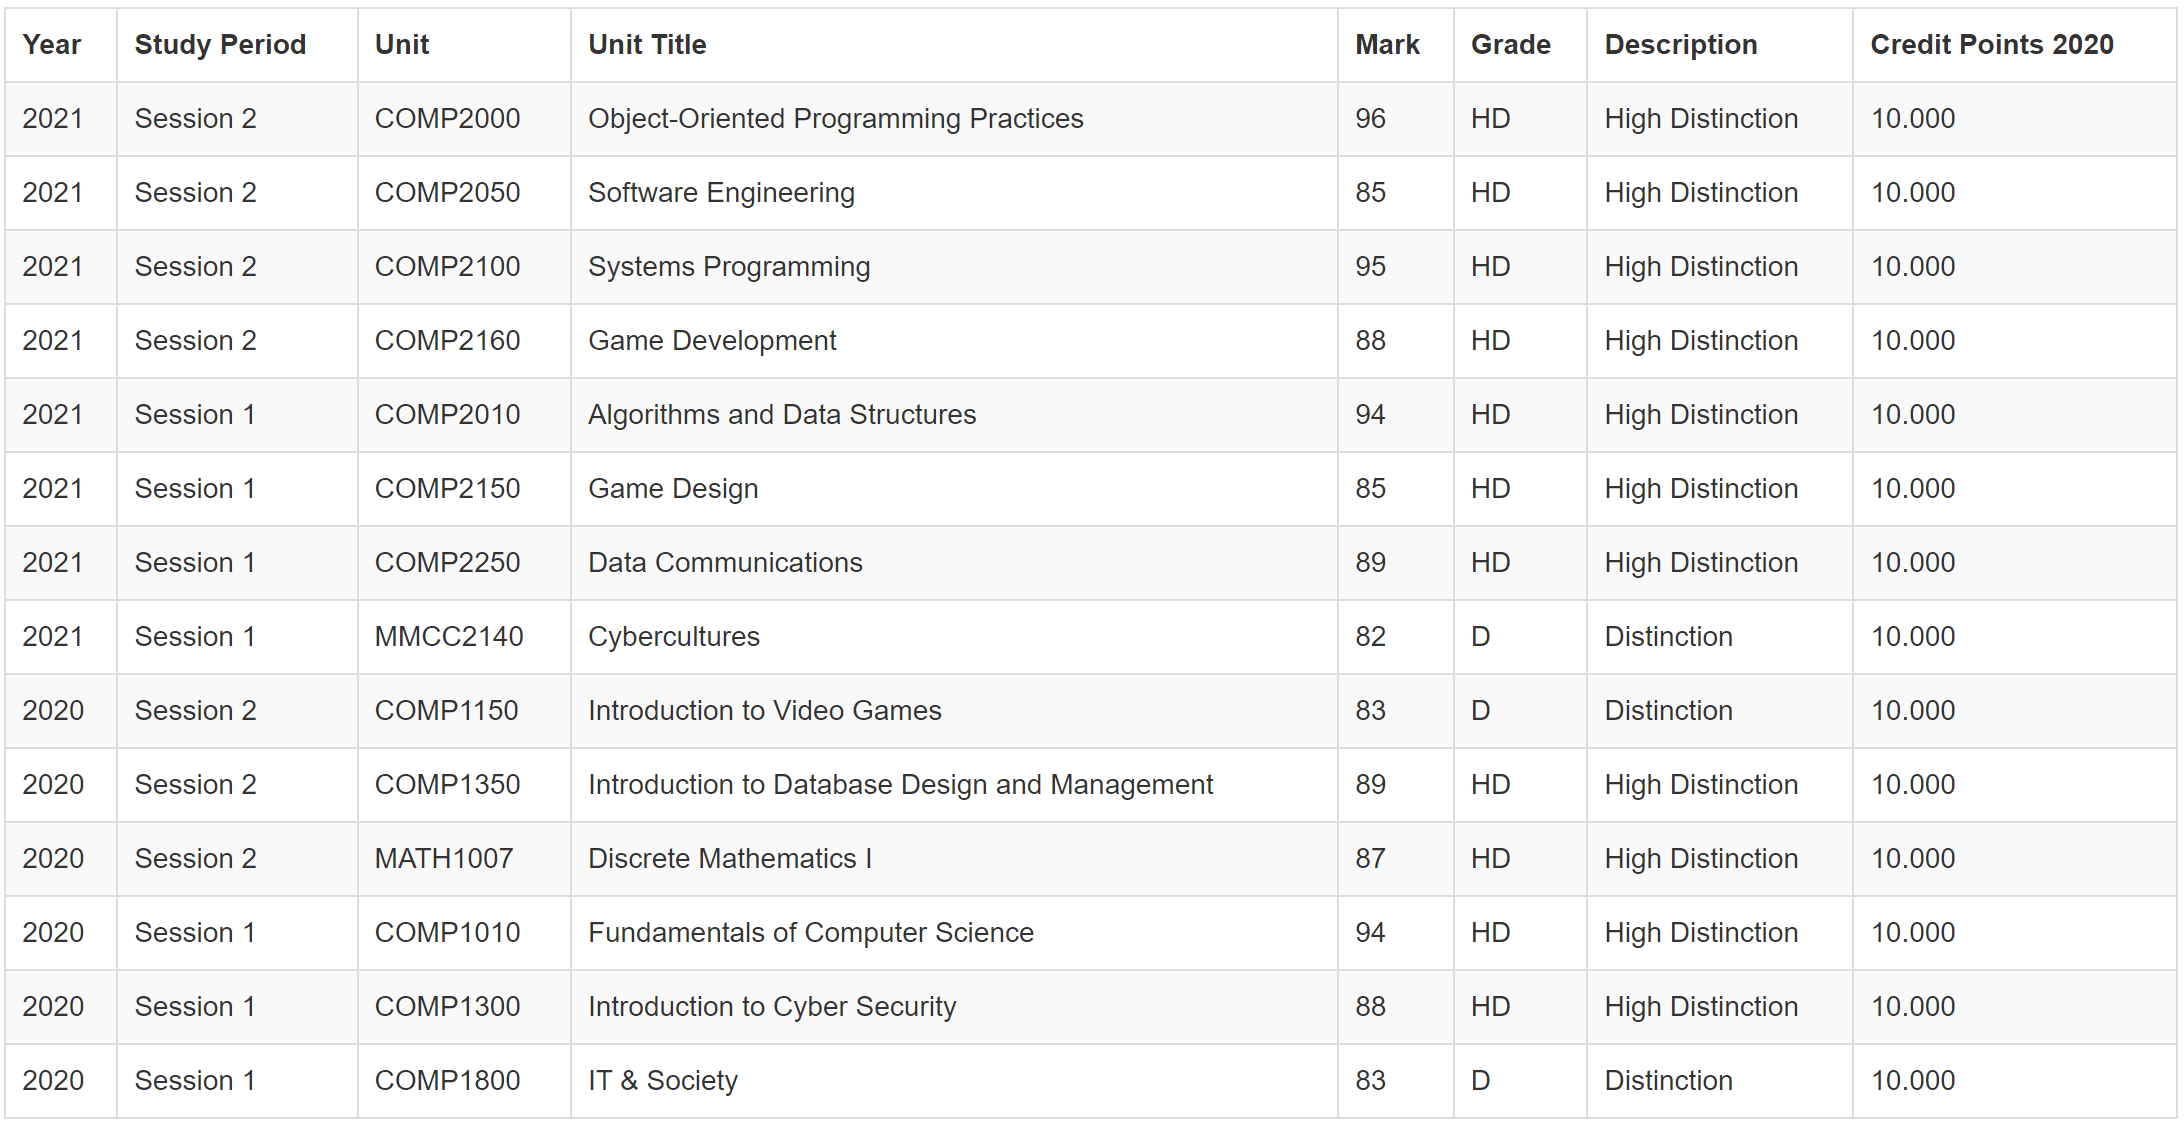 Year Study Period Unit Unit Title Mark Grade Description Credit Points 2020
2021 Session 2 COMP2000 Object-Oriented Programming Practices 96 HD High Distinction 10.000
2021 Session 2 COMP2050 Software Engineering 85 HD High Distinction 10.000
2021 Session 2 COMP2100 Systems Programming 95 HD High Distinction 10.000
2021 Session 2 COMP2160 Game Development 88 HD High Distinction 10.000
2021 Session 1 COMP2010 Algorithms and Data Structures 94 HD High Distinction 10.000
2021 Session 1 COMP2150 Game Design 85 HD High Distinction 10.000
2021 Session 1 COMP2250 Data Communications 89 HD High Distinction 10.000
2021 Session 1 MMCC2140 Cybercultures 82 D Distinction 10.000
2020 Session 2 COMP1150 Introduction to Video Games 83 D Distinction 10.000
2020 Session 2 COMP1350 Introduction to Database Design and Management 89 HD High Distinction 10.000
2020 Session 2 MATH1007 Discrete Mathematics I 87 HD High Distinction 10.000
2020 Session 1 COMP1010 Fundamentals of Computer Science 94 HD High Distinction 10.000
2020 Session 1 COMP1300 Introduction to Cyber Security 88 HD High Distinction 10.000
2020 Session 1 COMP1800 IT & Society 83 D Distinction 10.000